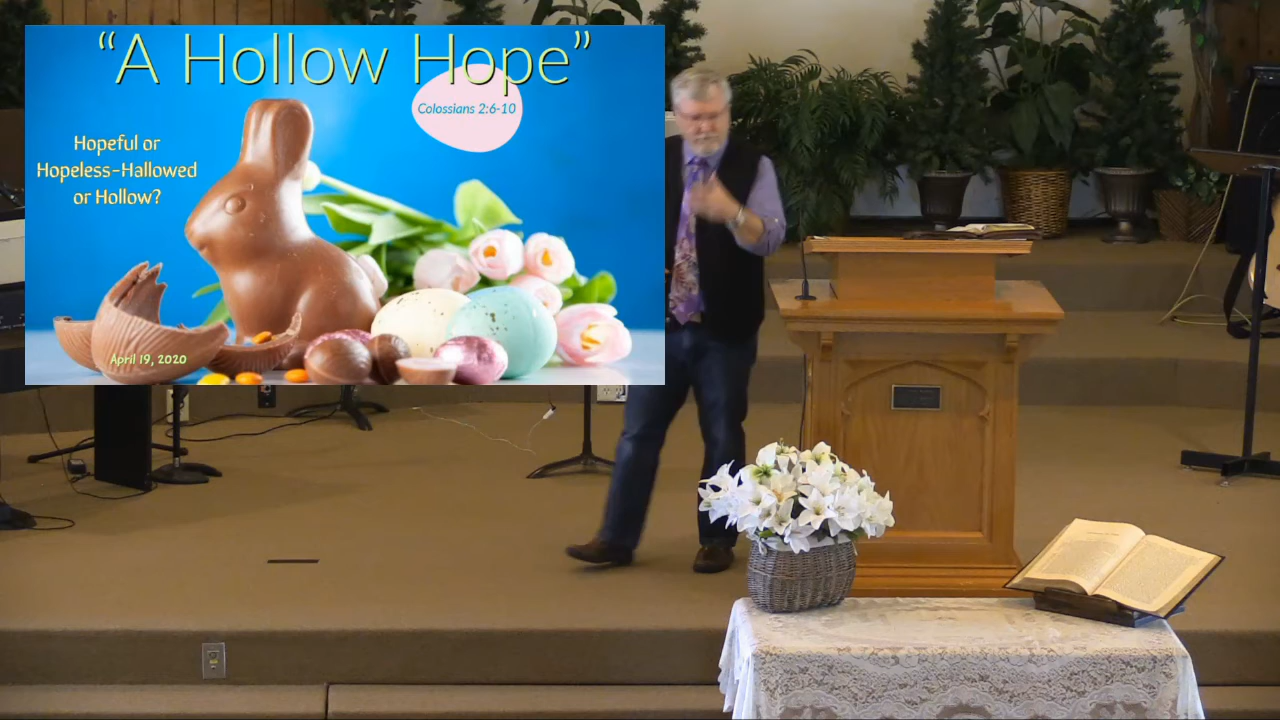 “A Hollow Hope”
Colossians 2:6-10
Hopeful or
Hopeless-Hallowed
or Hollow?
April 19, 2020